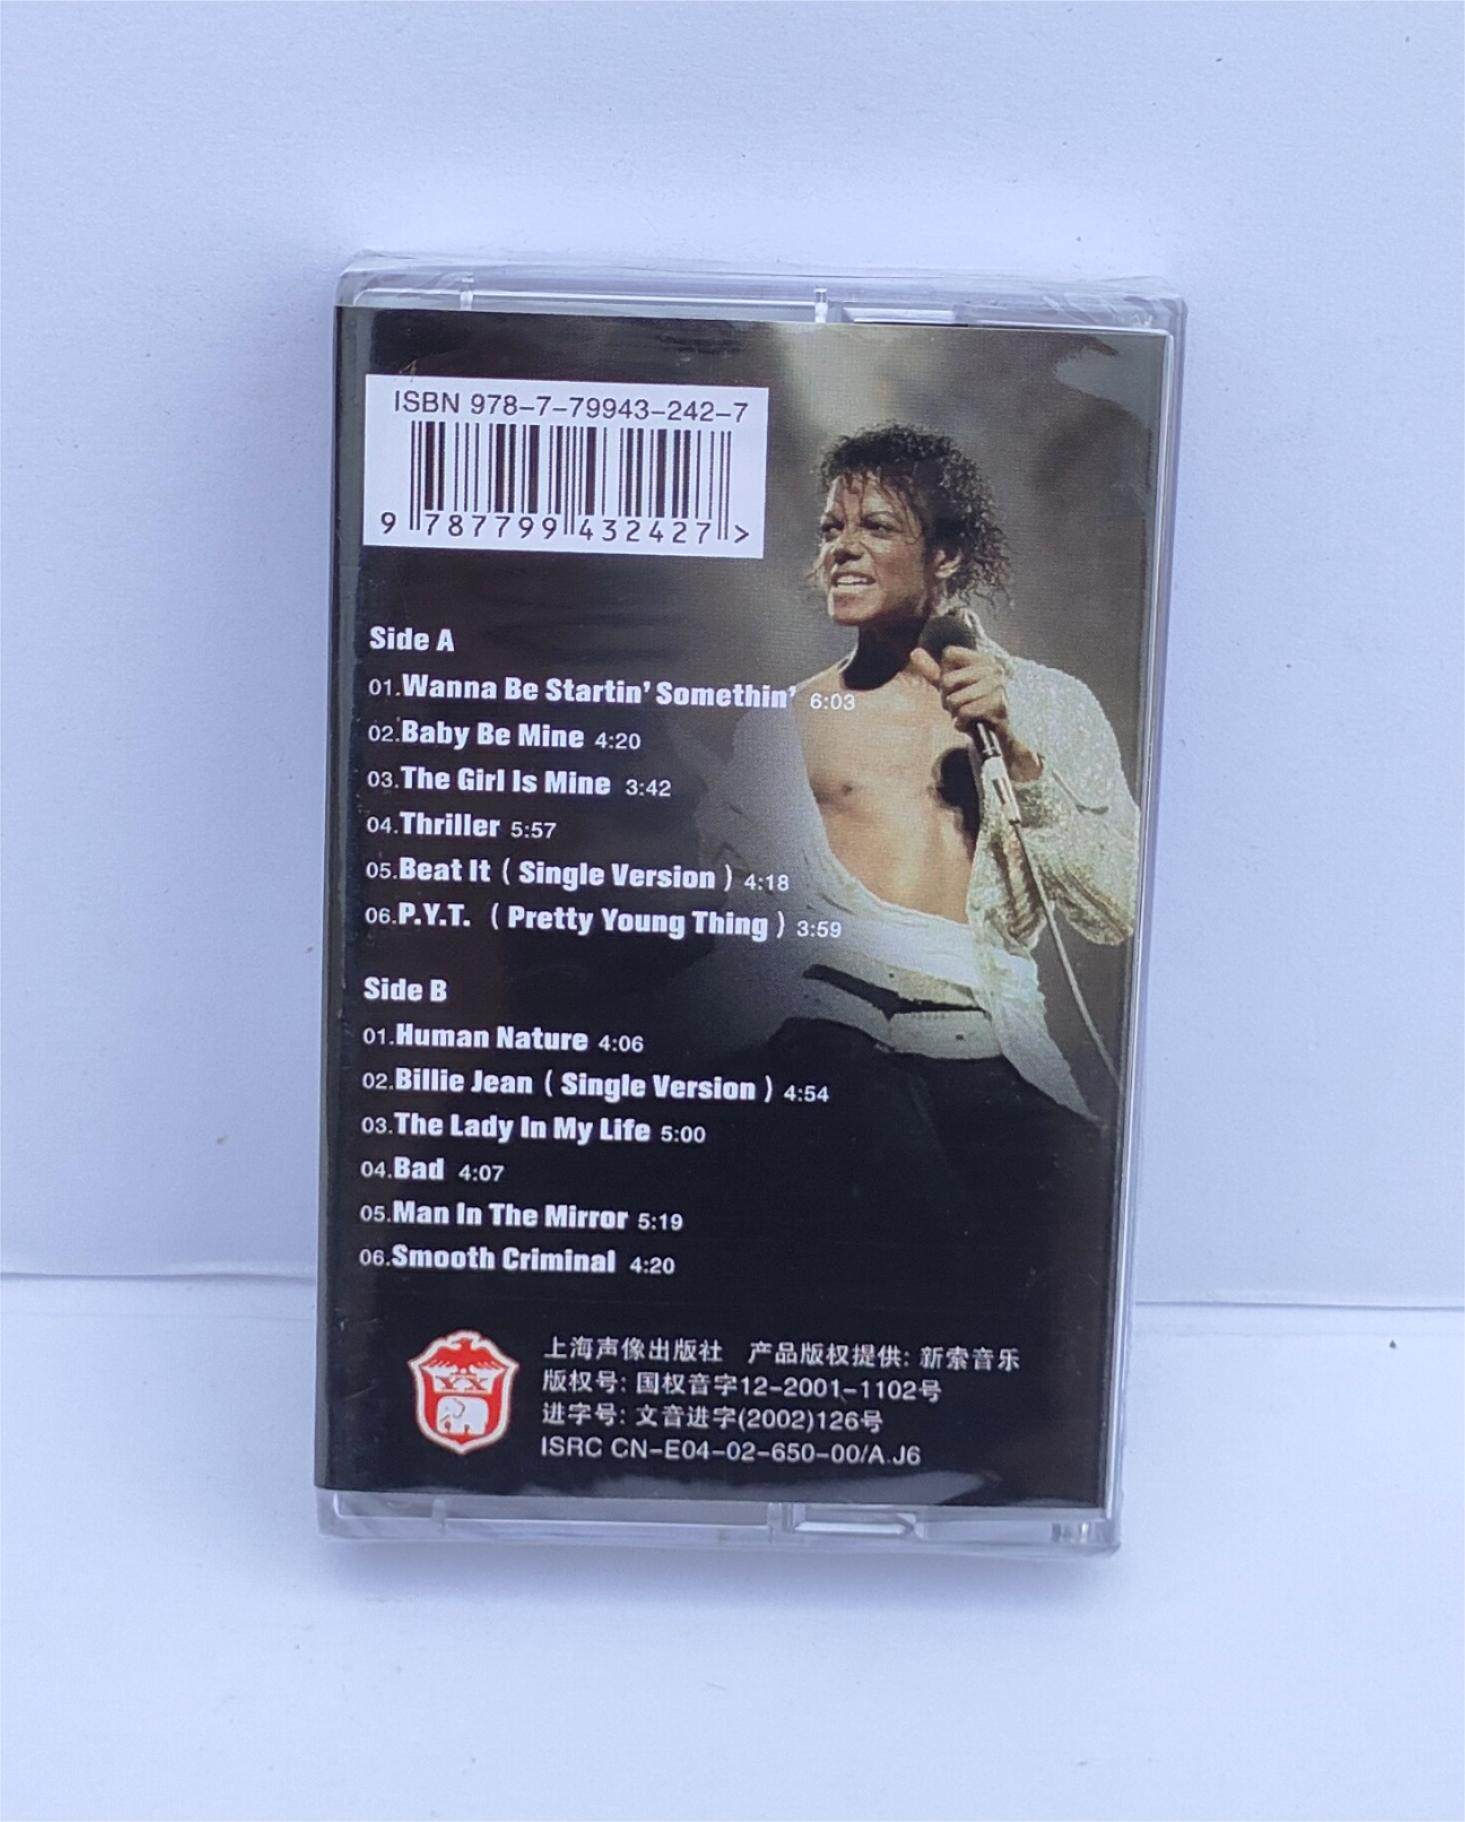 ISBN 978-7-79943-242-7
9 787799 432427 >
Side A
01.Wanna Be Startin' Somethin' 6:03
02.Baby Be Mine 4:20
03.The Girl Is Mine 3:42
04.Thriller 5:57
05.Beat It ( Single Version ) 4:18
06.P.Y.T. ( Pretty Young Thing ) 3:59
Side B
01.Human Nature 4:06
02.Billie Jean ( Single Version ) 4:54
03.The Lady In My Life 5:00
04.Bad 4:07
05.Man In The Mirror 5:19
06.Smooth Criminal 4:20
上海声像出版社 产品版权提供: 新索音乐
版权号: 国权音字12-2001-1102号
进字号: 文音进字(2002)126号
ISRC CN-E04-02-650-00/A.J6